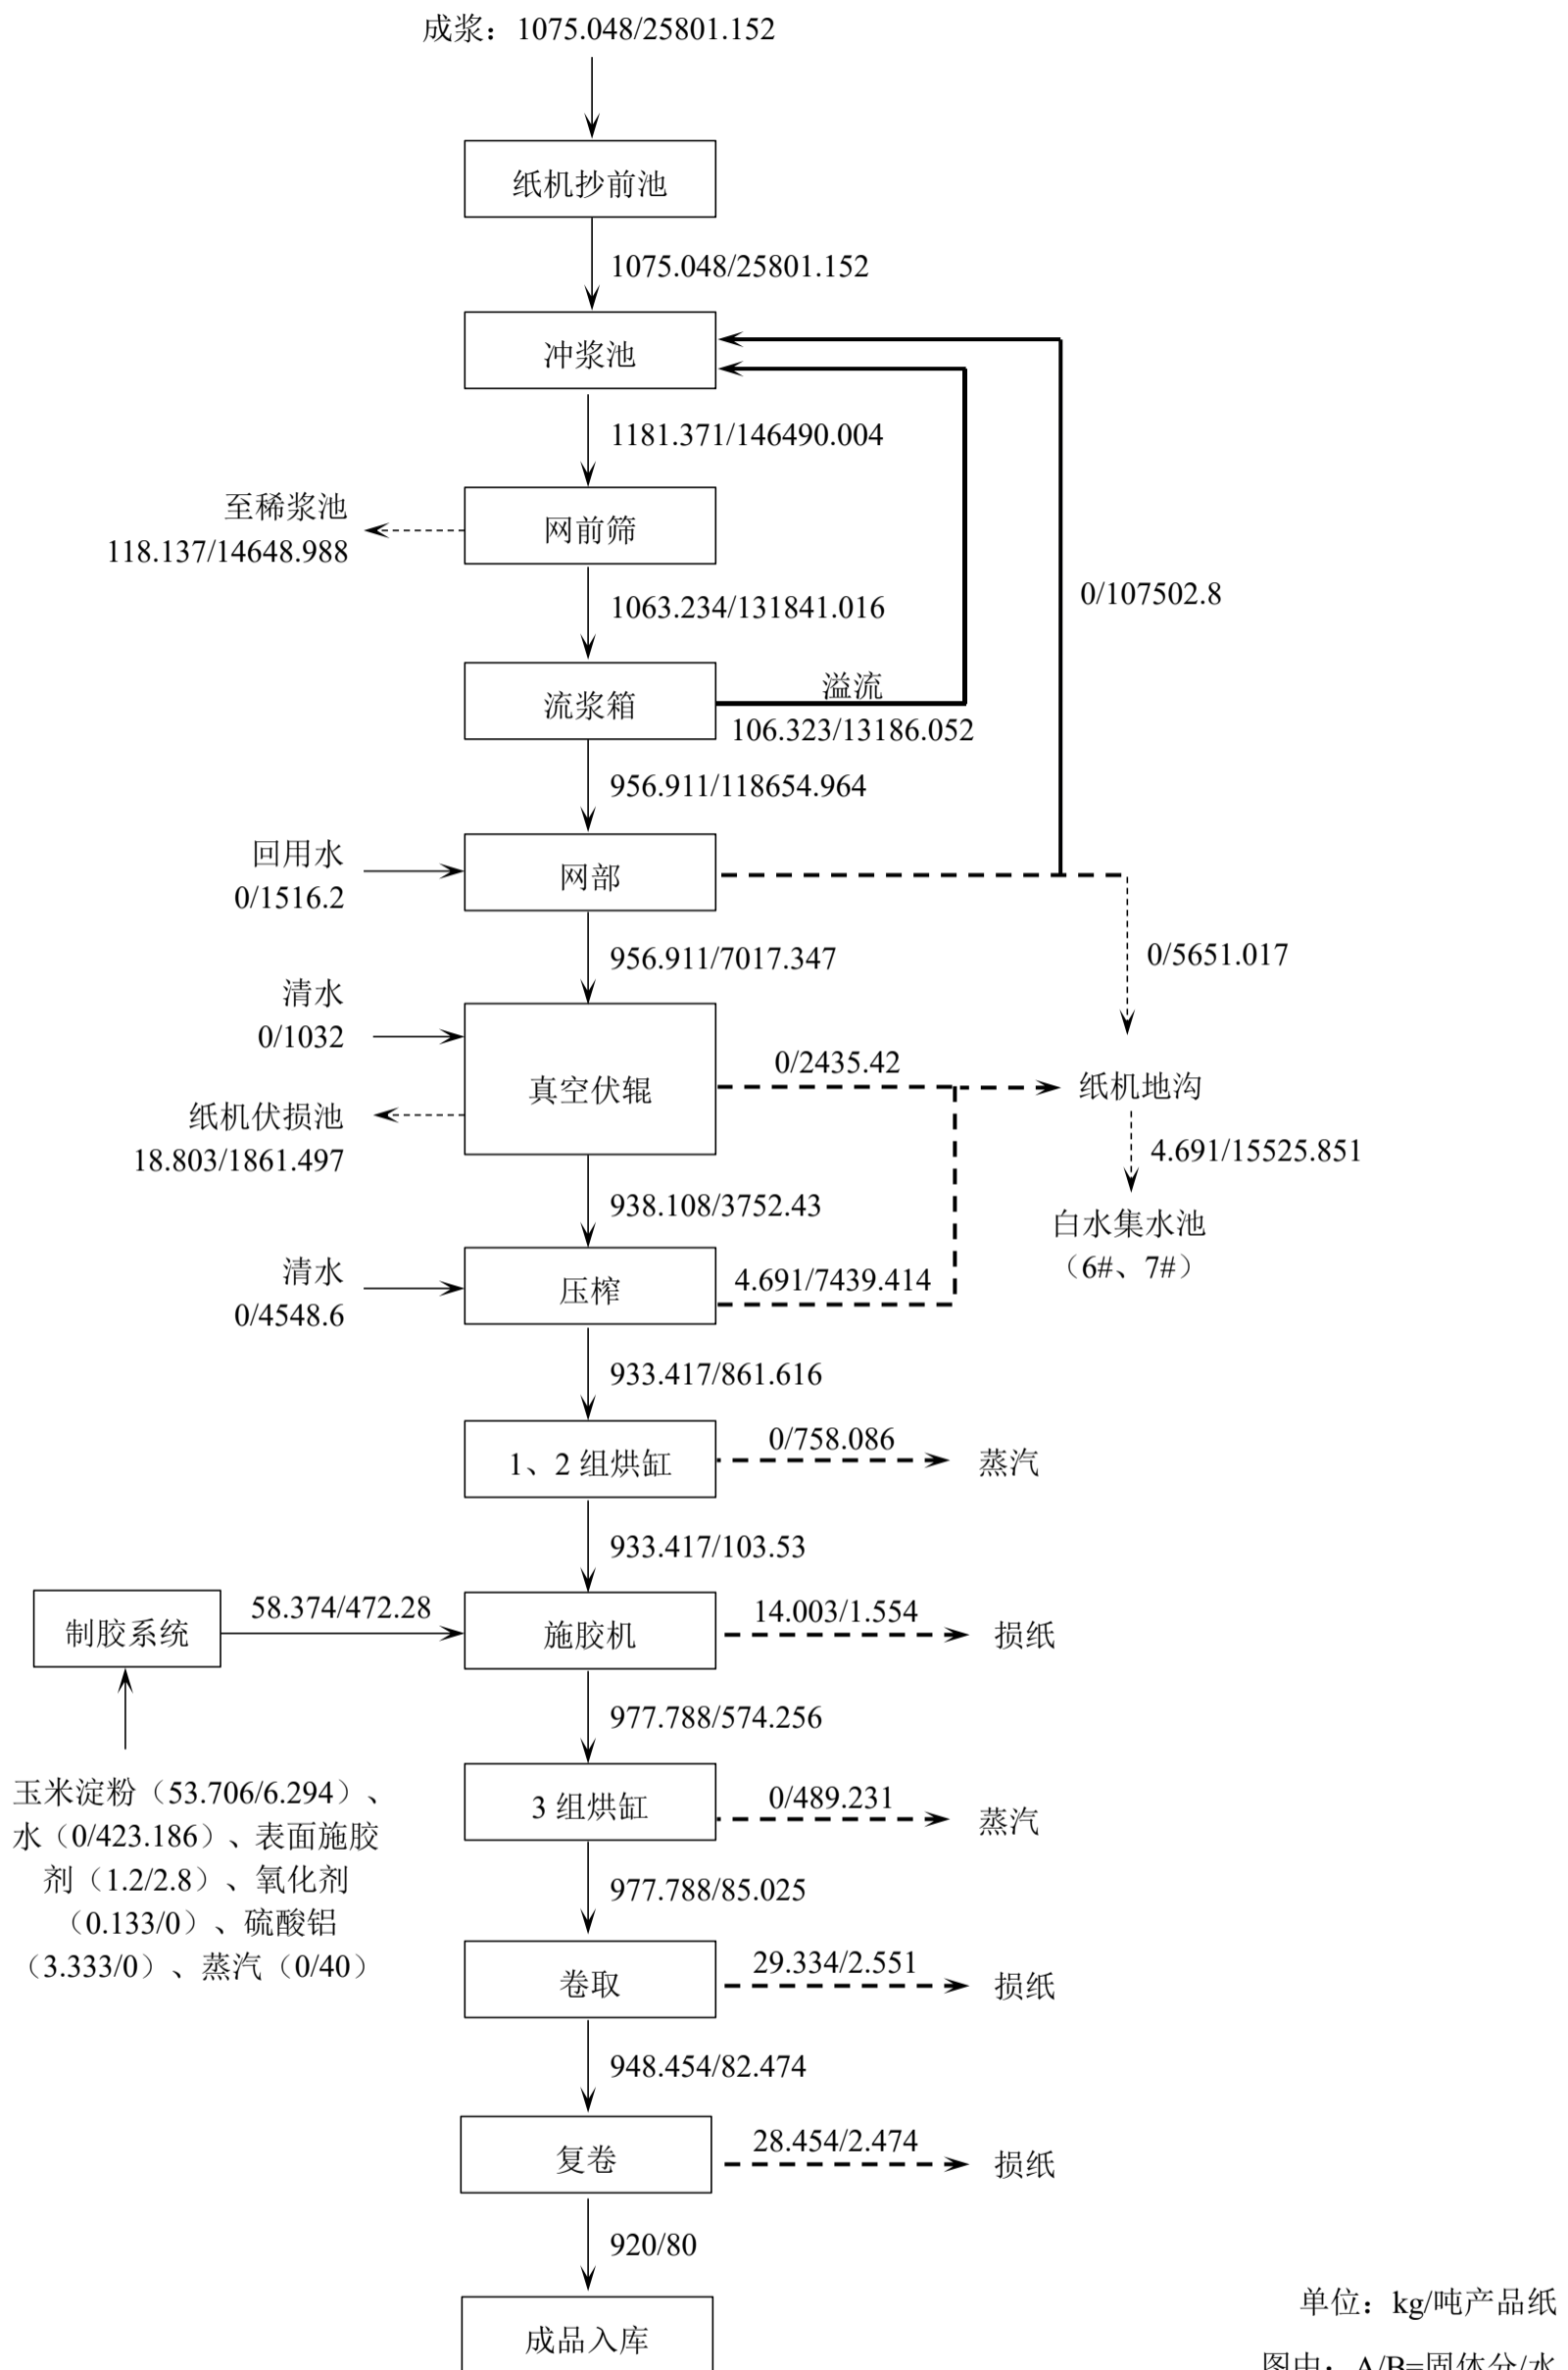 成浆：1075.048/25801.152
纸机抄前池
1075.048/25801.152
冲浆池
1181.371/146490.004
至稀浆池
118.137/14648.988
网前筛
0/107502.8
1063.234/131841.016
流浆箱
溢流
106.323/13186.052
956.911/118654.964
回用水
0/1516.2
网部
956.911/7017.347
0/5651.017
清水
0/1032
真空伏辊
0/2435.42
纸机地沟
纸机伏损池
18.803/1861.497
4.691/15525.851
938.108/3752.43
白水集水池
（6#、7#）
清水
0/4548.6
压榨
4.691/7439.414
933.417/861.616
1、2 组烘缸
0/758.086
蒸汽
933.417/103.53
制胶系统
58.374/472.28
施胶机
14.003/1.554
损纸
977.788/574.256
玉米淀粉（53.706/6.294）、
水（0/423.186）、表面施胶
剂（1.2/2.8）、氧化剂
（0.133/0）、硫酸铝
（3.333/0）、蒸汽（0/40）
3 组烘缸
0/489.231
蒸汽
977.788/85.025
卷取
29.334/2.551
损纸
948.454/82.474
复卷
28.454/2.474
损纸
920/80
成品入库
单位：kg/吨产品纸
图中：A/B=固体分/水